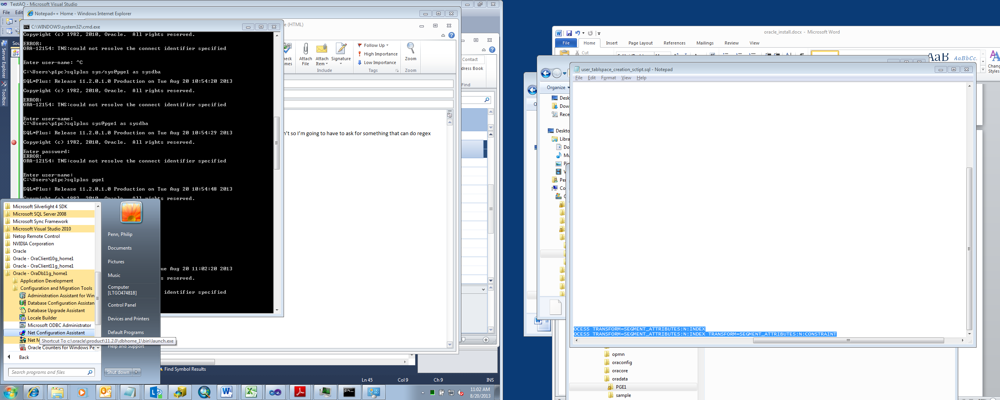 TestAO - Microsoft Visual Studio
File Edit
Notepad++ Home - Windows Internet Explorer
C:\WINDOWS\system32\cmd.exe
e (HTML)
Server Explorer
Toolbox
Sou
Copyright (c) 1982, 2010, Oracle.  All rights reserved.
ERROR:
ORA-12154: TNS:could not resolve the connect identifier specified
Enter user-name: ^C
C:\Users\p1pc>sqlplus sys/sys@pge1 as sysdba
SQL*Plus: Release 11.2.0.1.0 Production on Tue Aug 20 10:54:20 2013
Copyright (c) 1982, 2010, Oracle.  All rights reserved.
ERROR:
ORA-12154: TNS:could not resolve the connect identifier specified
Enter user-name:
C:\Users\p1pc>sqlplus sys@pge1 as sysdba
SQL*Plus: Release 11.2.0.1.0 Production on Tue Aug 20 10:54:29 2013
Copyright (c) 1982, 2010, Oracle.  All rights reserved.
Enter password:
ERROR:
ORA-12154: TNS:could not resolve the connect identifier specified
Enter user-name:
C:\Users\p1pc>sqlplus pge1
SQL*Plus: Release 11.2.0.1.0 Production on Tue Aug 20 10:54:48 2013
Copyright (c) 1982, 2010, Oracle.  All rights reserved.
ue Aug 20 11:02:20 2013
s reserved.
identifier specified
heck
mes
Attach
File
Attach
Item
Signature
Include
Follow Up
High Importance
Low Importance
Tags
Zoom
Zoom
Contact
dress Book
Find
n't so I'm going to have to ask for something that can do regex
Microsoft Silverlight 4 SDK
Microsoft SQL Server 2008
Microsoft Sync Framework
Microsoft Visual Studio 2010
Netop Remote Control
NVIDIA Corporation
Oracle
Oracle - OraClient10g_home1
Oracle - OraClient11g_home1
Oracle - OraDb11g_home1
Application Development
Configuration and Migration Tools
Administration Assistant for Win
Database Configuration Assistan
Database Upgrade Assistant
Locale Builder
Microsoft ODBC Administrator
Net Configuration Assistant
Net M
Shortcut To c:\oracle\product\11.2.0\dbhome_1\bin\launch.exe
Oracle Counters for Windows Pe
Back
Search programs and files
Penn, Philip
Documents
Pictures
Music
Computer
[LTGO474818]
Control Panel
Devices and Printers
Default Programs
Help and Support
Shut down
Find Symbol Results
Ln 45 Col 9 Ch 9 INS
11:02 AM
8/20/2013
oracle_install.docx - Microsoft Word
File Home Insert Page Layout References Mailings Review View
Cut
AaB AaBbCc
Chang
Styles
Organize
Desk
Dow
Rece
Deskto
Libra
Do
Mu
Pic
V
Per
Co
user_tablspace_creation_sctipt.sql - Notepad
File Edit Format View Help
OCESS TRANSFORM=SEGMENT_ATTRIBUTES:N:INDEX
OCESS TRANSFORM=SEGMENT_ATTRIBUTES:N:INDEX TRANSFORM=SEGMENT_ATTRIBUTES:N:CONSTRAINT
opmn
oraconfig
oracore
oradata
PGE1
sample